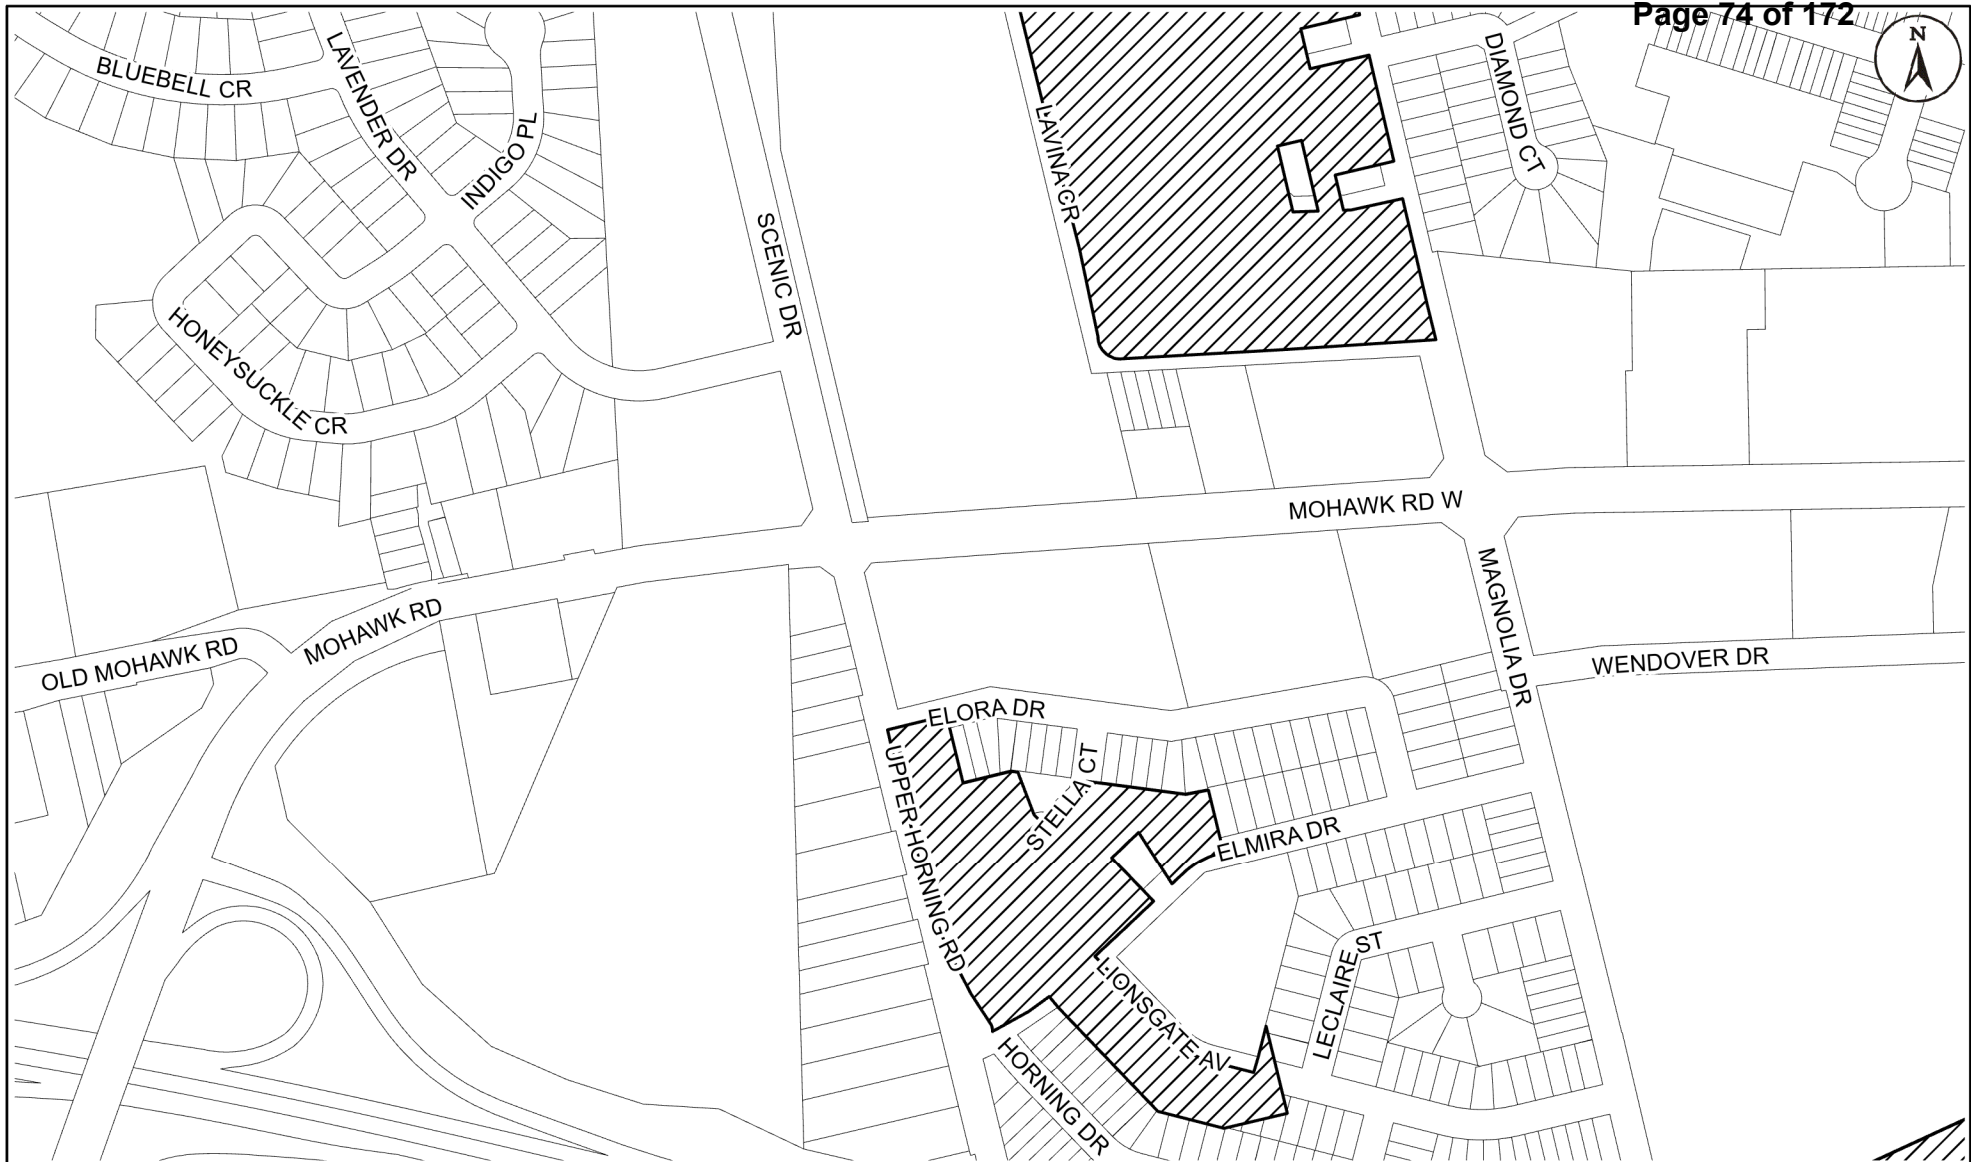 Page 74 of 172
N
BLUEBELL CR
LAVENDER DR
INDIGO PL
LAVINA CR
DIAMOND CT
SCENIC DR
HONEYSUCKLE CR
MOHAWK RD W
MAGNOLIA DR
MOHAWK RD
OLD MOHAWK RD
WENDOVER DR
ELORA DR
STELLA CT
UPPER HORNING RD
ELMIRA DR
LECLAIRE ST
LIONSGATE AV
HORNING DR